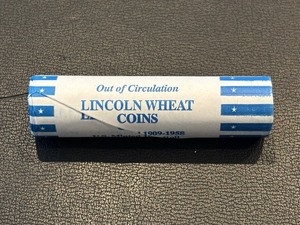 Out of Circulation
LINCOLN WHEAT
COINS
1909-1958